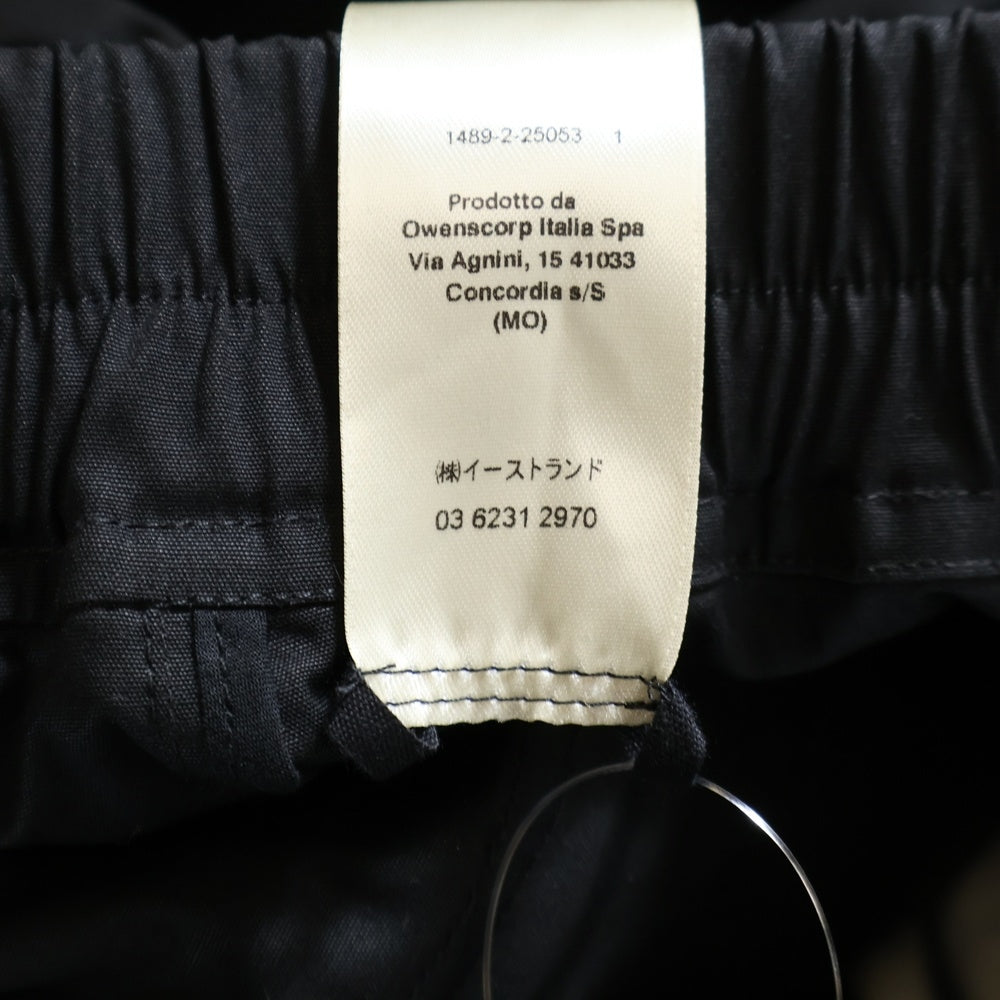 1489-2-25053 1
Prodotto da
Owenscorp Italia Spa
Via Agnini, 15 41033
Concordia s/S
(MO)
㈱イーストランド
03 6231 2970